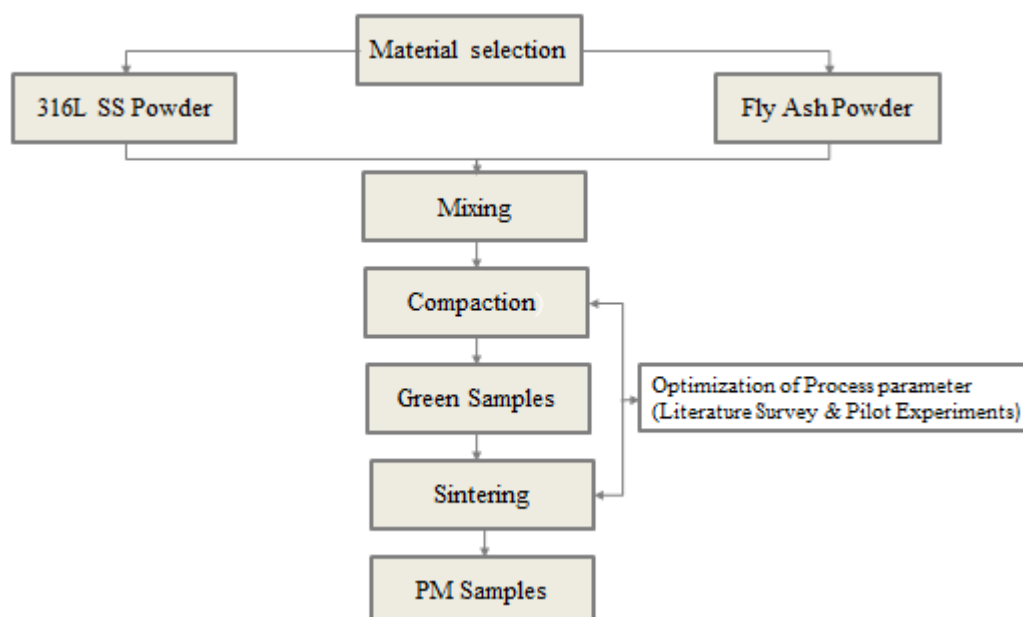 Material selection
316L SS Powder
Fly Ash Powder
Mixing
Compaction)
Green Samples
Optimization of Process parameter
(Literature Survey & Pilot Experiments)
Sintering
PM Samples